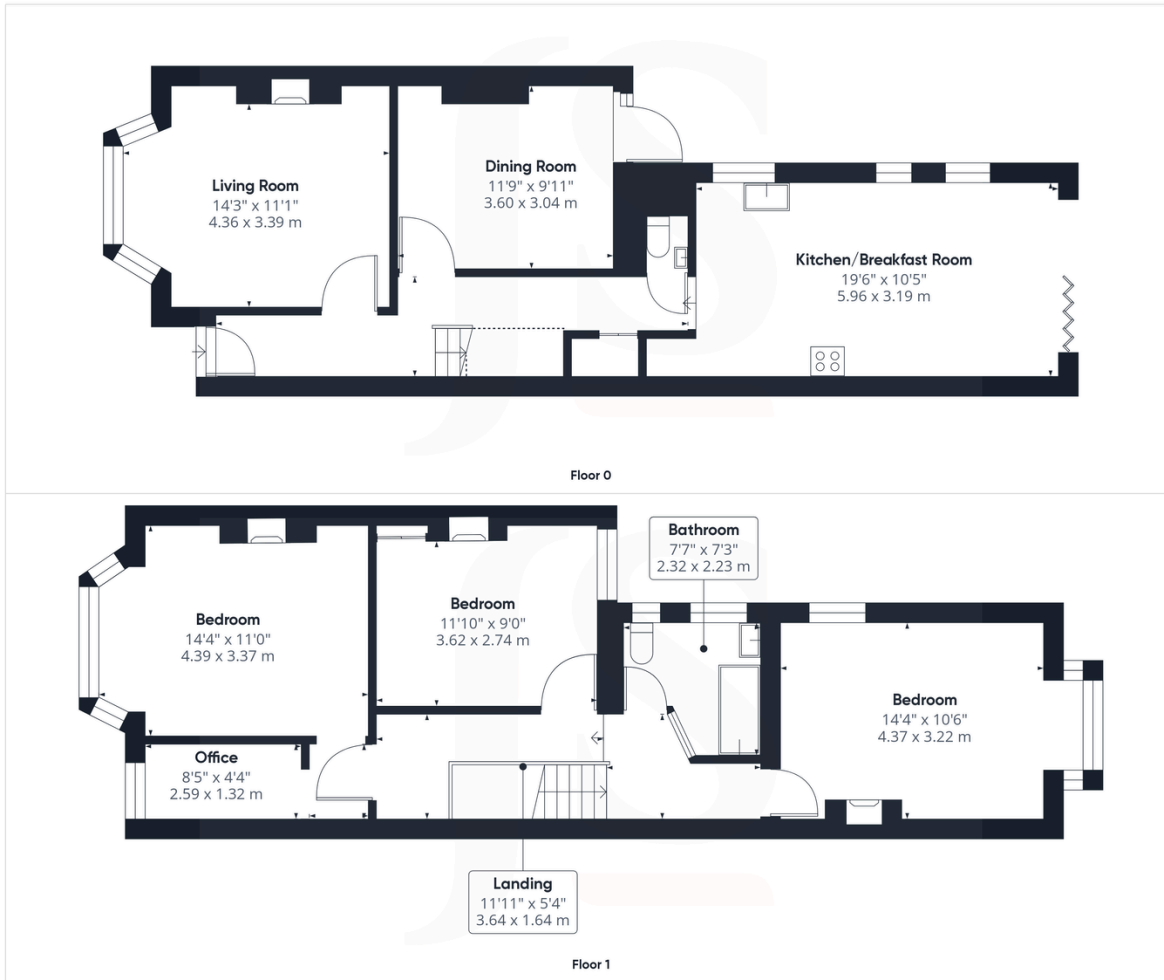 Living Room
14'3" x 11'1"
4.36 x 3.39 m
Dining Room
11'9" x 9'11"
3.60 x 3.04 m
Kitchen/Breakfast Room
19'6" x 10'5"
5.96 x 3.19 m
Floor 0
Bathroom
7'7" x 7'3"
2.32 x 2.23 m
Bedroom
14'4" x 11'0"
4.39 x 3.37 m
Bedroom
11'10" x 9'0"
3.62 x 2.74 m
Bedroom
14'4" x 10'6"
4.37 x 3.22 m
Office
8'5" x 4'4"
2.59 x 1.32 m
Landing
11'11" x 5'4"
3.64 x 1.64 m
Floor 1
JS
JS